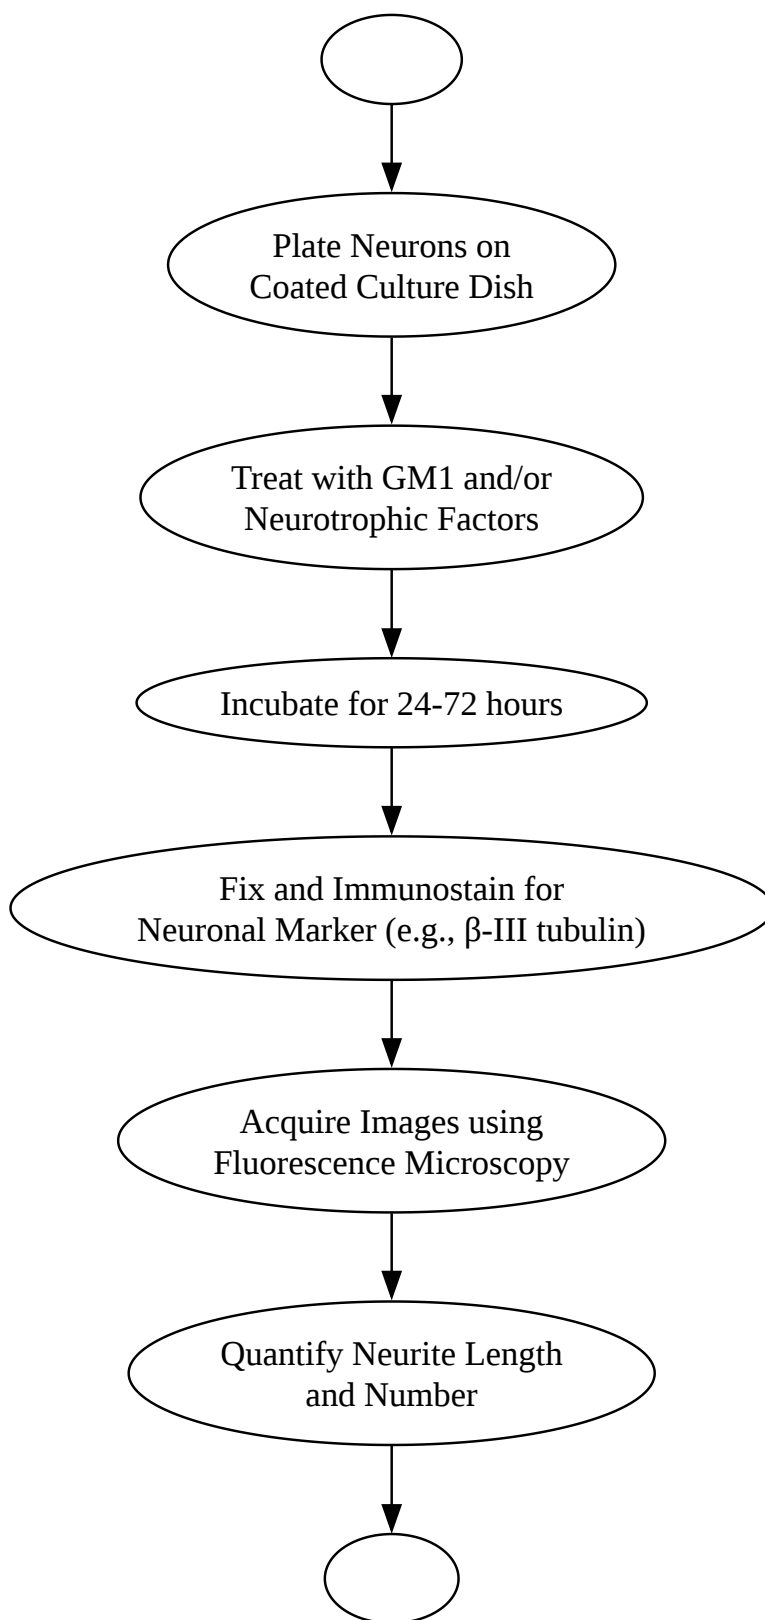 Plate Neurons on
Coated Culture Dish
Treat with GM1 and/or
Neurotrophic Factors
Incubate for 24-72 hours
Fix and Immunostain for
Neuronal Marker (e.g., β-III tubulin)
Acquire Images using
Fluorescence Microscopy
Quantify Neurite Length
and Number